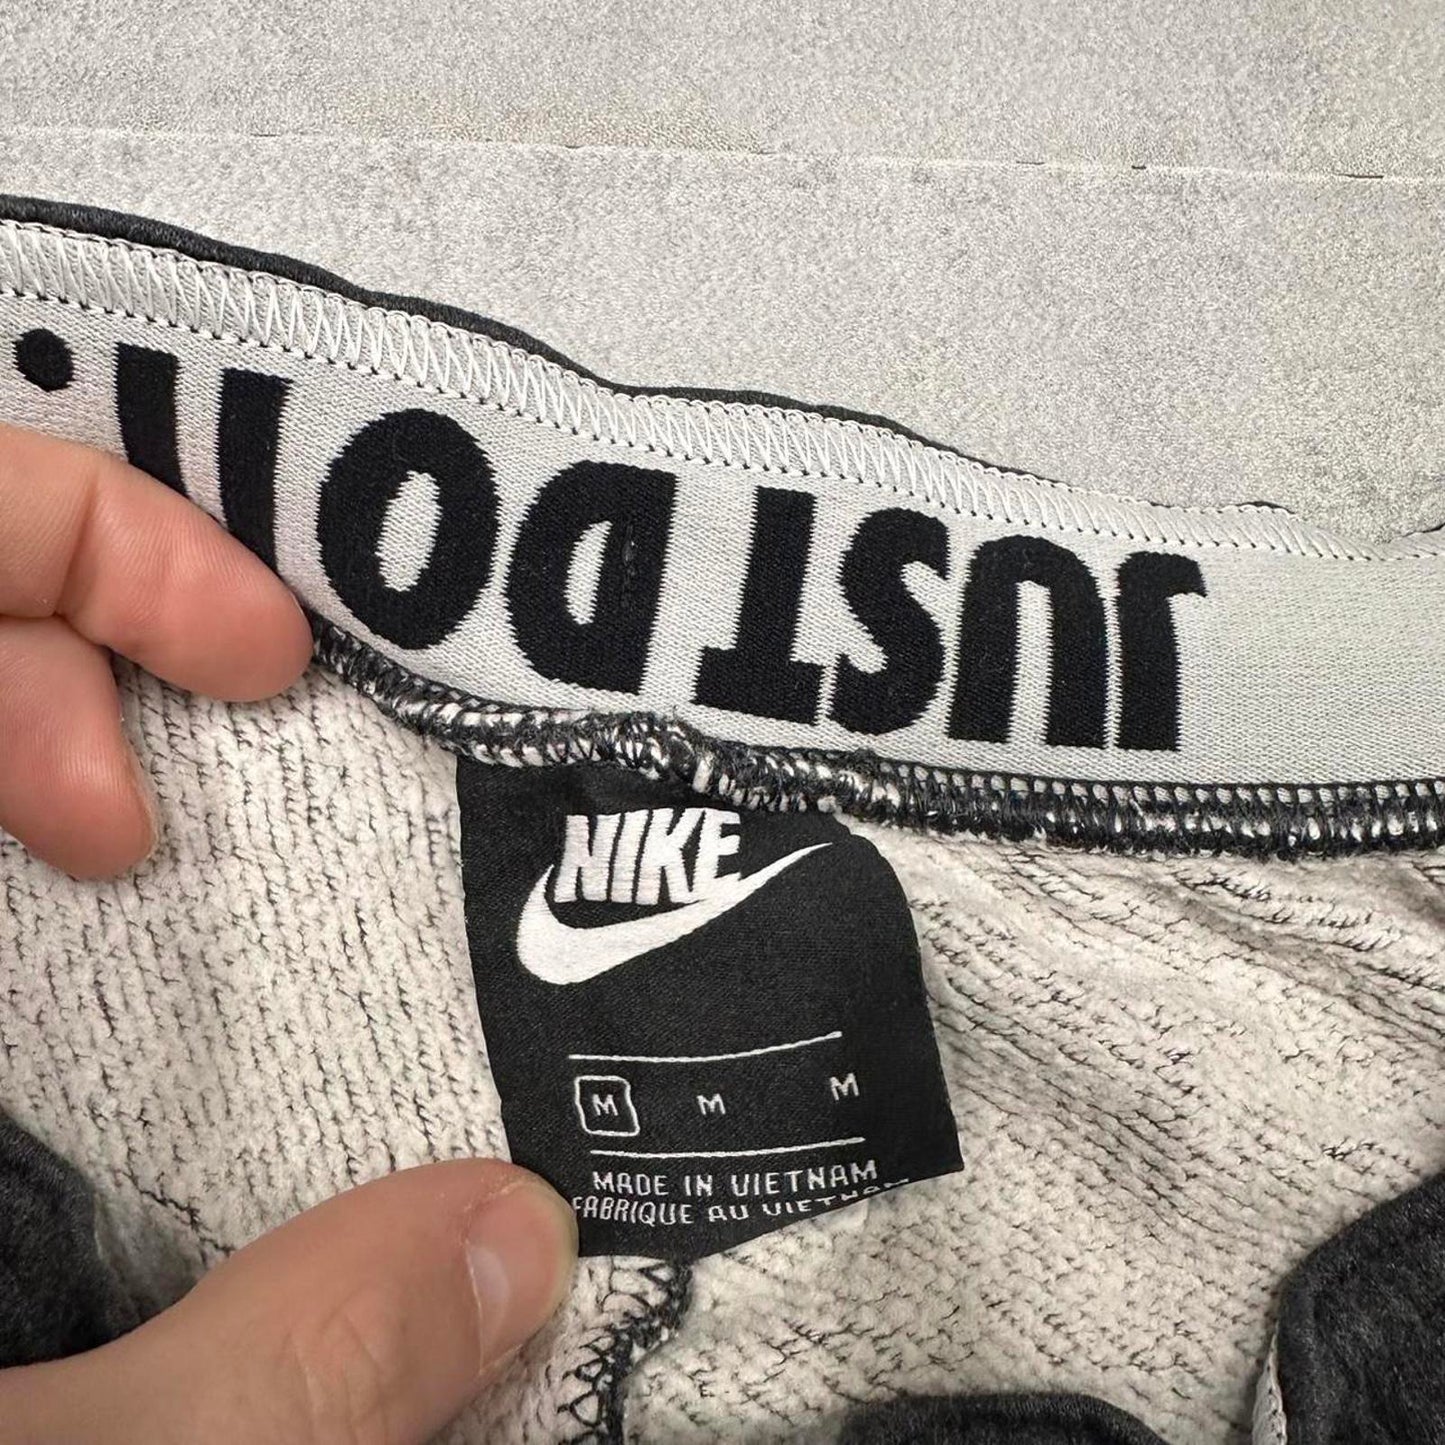 JUST DO IT.
NIKE
M M M
MADE IN VIETNAM
FABRIQUE AU VIETNAM